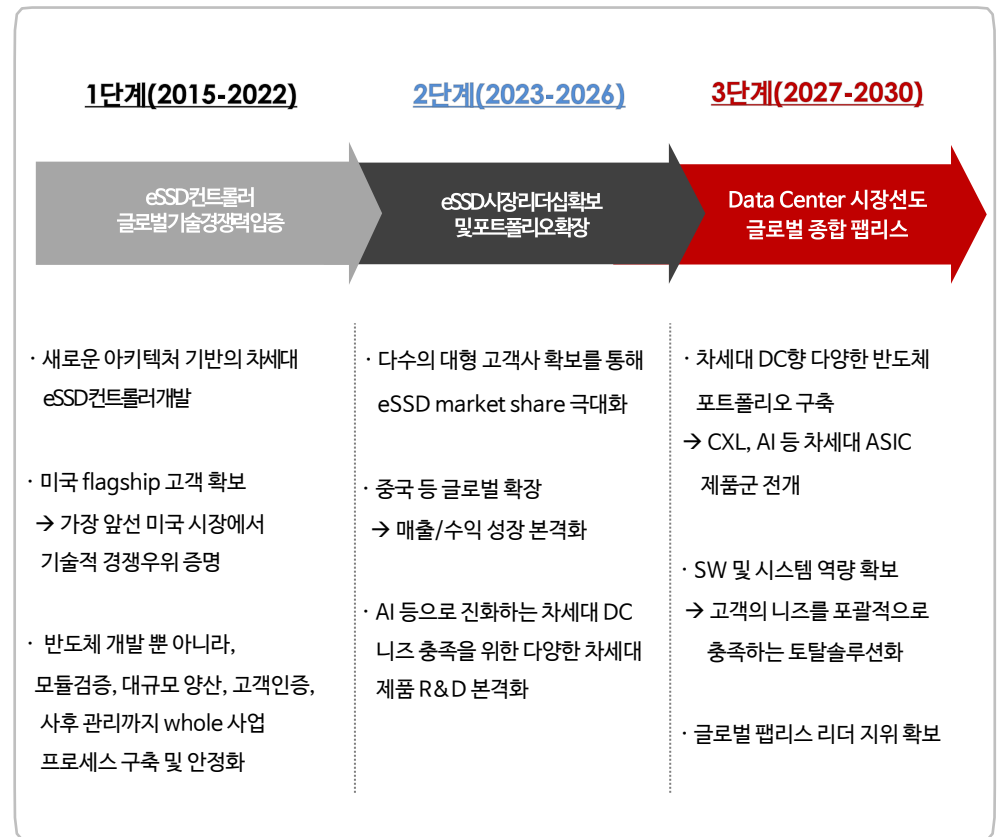 1단계(2015-2022)
eSSD컨트롤러
글로벌기술경쟁력입증
· 새로운 아키텍처 기반의 차세대
eSSD컨트롤러개발
· 미국 flagship 고객 확보
→ 가장 앞선 미국 시장에서
기술적 경쟁우위 증명
· 반도체 개발 뿐 아니라,
모듈검증, 대규모 양산, 고객인증,
사후 관리까지 whole 사업
프로세스 구축 및 안정화
2단계(2023-2026)
eSSD시장리더십확보
및포트폴리오확장
· 다수의 대형 고객사 확보를 통해
eSSD market share 극대화
· 중국 등 글로벌 확장
→ 매출/수익 성장 본격화
· AI 등으로 진화하는 차세대 DC
니즈 충족을 위한 다양한 차세대
제품 R&D 본격화
3단계(2027-2030)
Data Center 시장선도
글로벌 종합 팹리스
· 차세대 DC향 다양한 반도체
포트폴리오 구축
→ CXL, AI 등 차세대 ASIC
제품군 전개
· SW 및 시스템 역량 확보
→ 고객의 니즈를 포괄적으로
충족하는 토탈솔루션화
· 글로벌 팹리스 리더 지위 확보